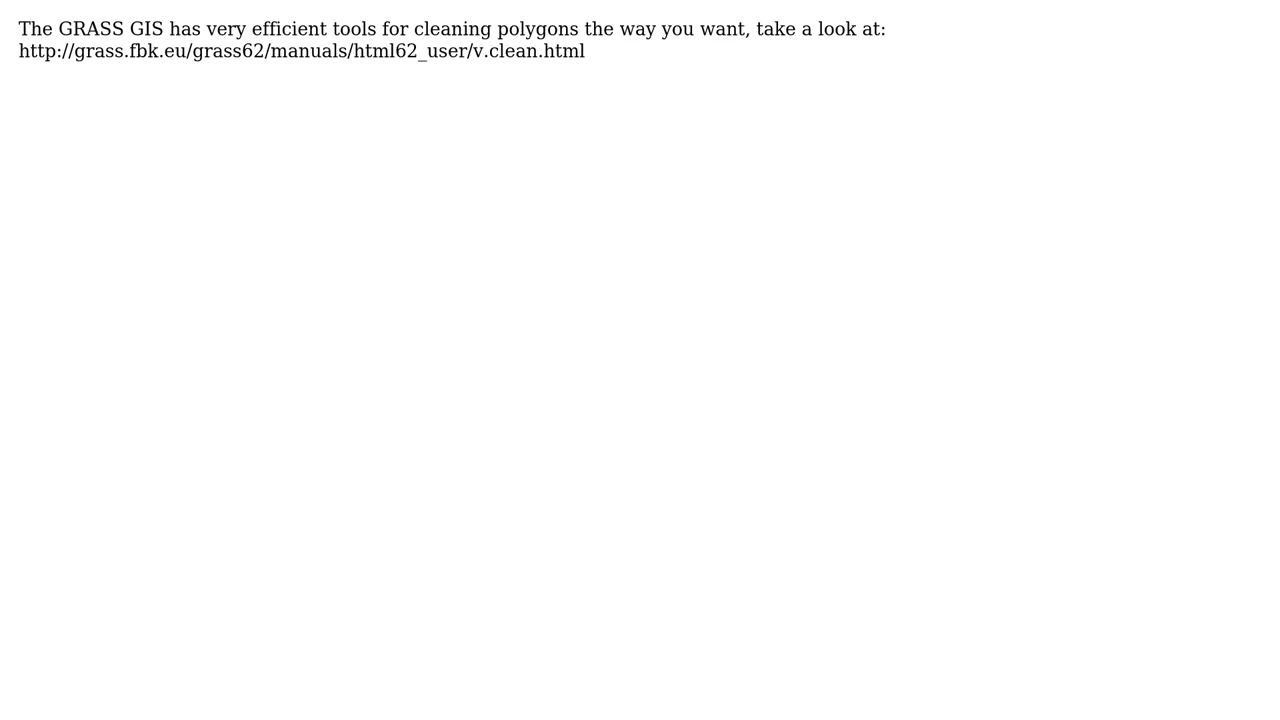 The GRASS GIS has very efficient tools for cleaning polygons the way you want, take a look at:
http://grass.fbk.eu/grass62/manuals/html62_user/v.clean.html